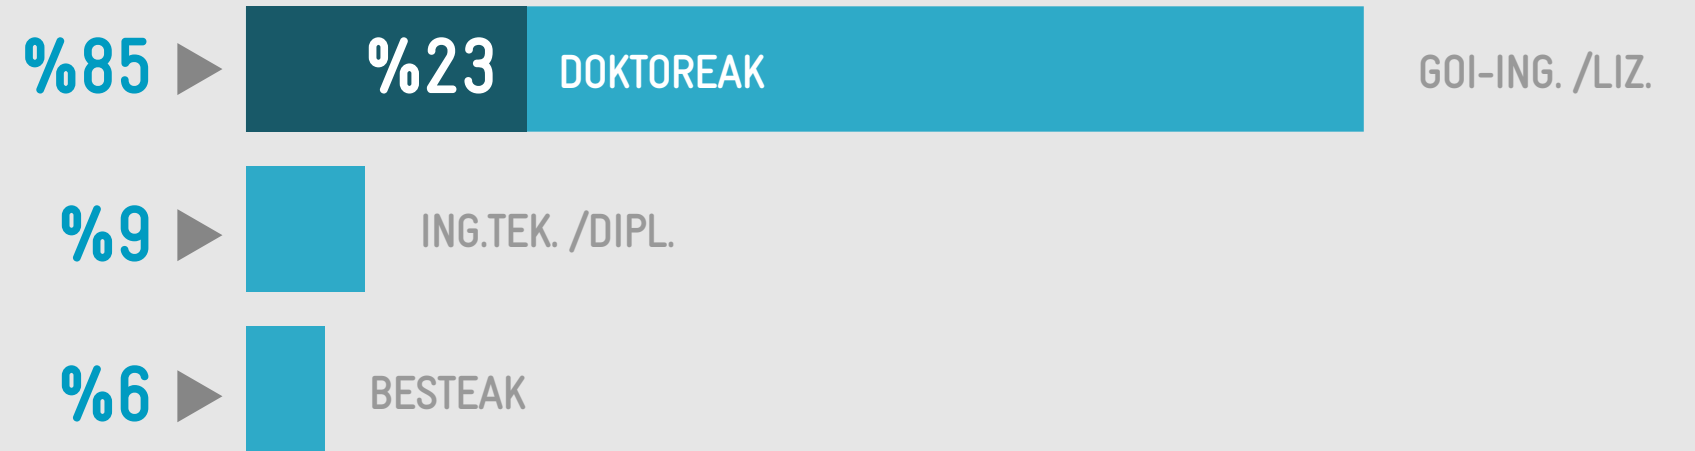 %85 %23 DOKTOREAK GOI-ING. /LIZ.
%9 ING.TEK. /DIPL.
%6 BESTEAK